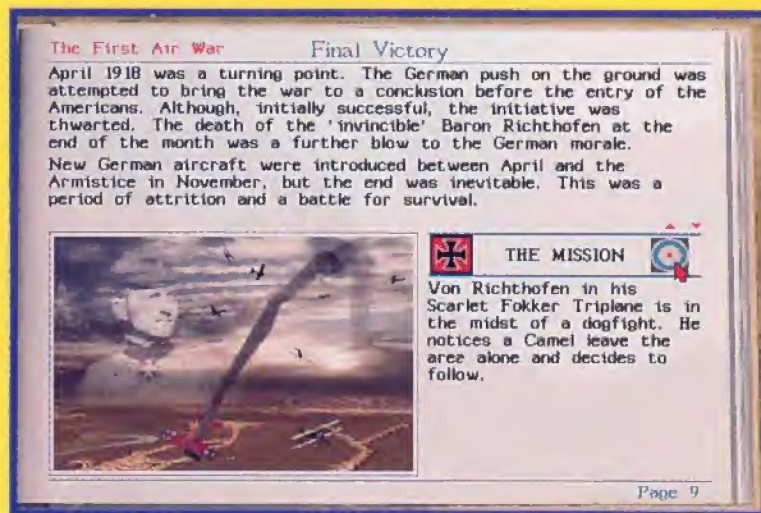 The First Air War
Final Victory
April 1918 was a turning point. The German push on the ground was
attempted to bring the war to a conclusion before the entry of the
Americans. Although, initially successful, the initiative was
thwarted. The death of the 'invincible' Baron Richthofen at the
end of the month was a further blow to the German morale.
New German aircraft were introduced between April and the
Armistice in November, but the end was inevitable. This was a
period of attrition and a battle for survival.
THE MISSION
Von Richthofen in his
Scarlet Fokker Triplane is in
the midst of a dogfight. He
notices a Camel leave the
area alone and decides to
follow.
Page 9